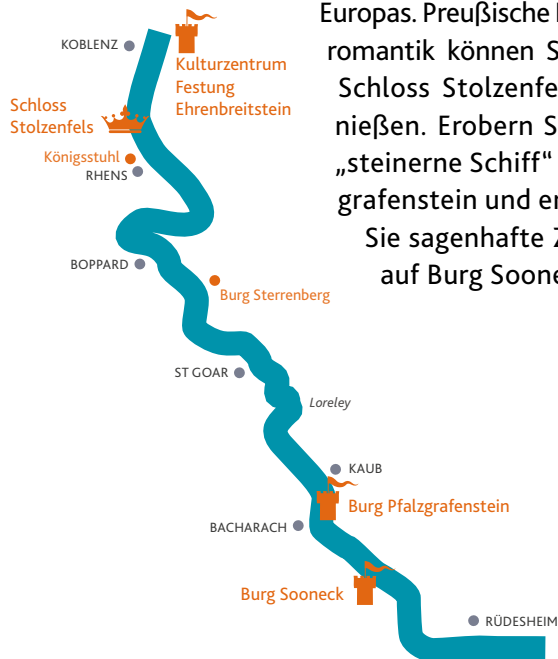 Europas. Preußische
romantik können
Schloss Stolzenfe
nießen. Erobern
„steinerne Schiff“
grafenstein und
Sie sagenhafte
auf Burg Soone
KOBLENZ
Kulturzentrum
Festung
Ehrenbreitstein
Schloss
Stolzenfels
Königsstuhl
RHENS
BOPPARD
Burg Sterrenberg
ST GOAR
Loreley
KAUB
Burg Pfalzgrafenstein
BACHARACH
Burg Sooneck
RÜDESHEIM